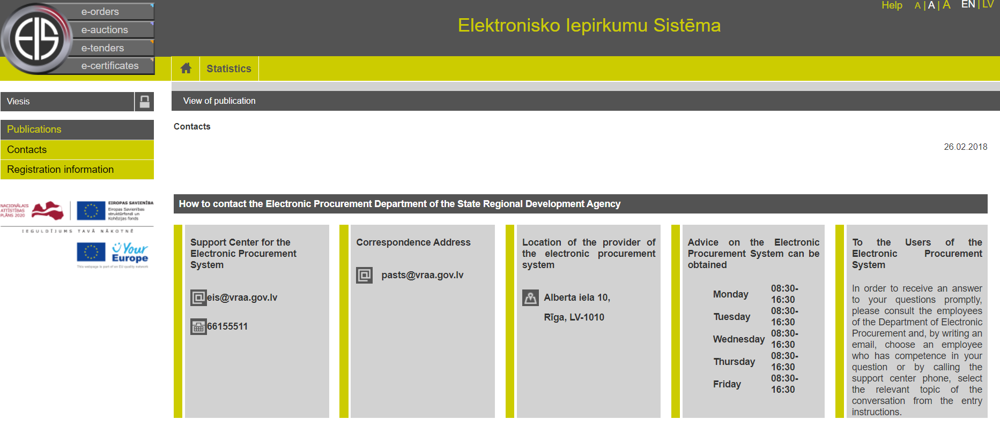 EIS
e-orders
e-auctions
e-tenders
e-certificates
Elektronisko Iepirkumu Sistēma
Help A | A | A EN | LV
Statistics
Viesis
Publications
Contacts
Registration information
NACIONĀLAIS
ATTĪSTĪBAS
PLĀNS 2020
EIROPAS SAVIENĪBA
Eiropas Savienības
struktūrfondi un
Kohēzijas fonds
IEGULDĪJUMS TAVĀ NĀKOTNĒ
Your
Europe
This webpage is part of an EU quality network
View of publication
Contacts
26.02.2018
How to contact the Electronic Procurement Department of the State Regional Development Agency
Support Center for the
Electronic Procurement
System
eis@vraa.gov.lv
66155511
Correspondence Address
pasts@vraa.gov.lv
Location of the provider of
the electronic procurement
system
Alberta iela 10,
Rīga, LV-1010
Advice on the Electronic
Procurement System can be
obtained
Monday 08:30-
16:30
Tuesday 08:30-
16:30
Wednesday 08:30-
16:30
Thursday 08:30-
16:30
Friday 08:30-
16:30
To the Users of the
Electronic Procurement
System
In order to receive an answer
to your questions promptly,
please consult the employees
of the Department of Electronic
Procurement and, by writing an
email, choose an employee
who has competence in your
question or by calling the
support center phone, select
the relevant topic of the
conversation from the entry
instructions.